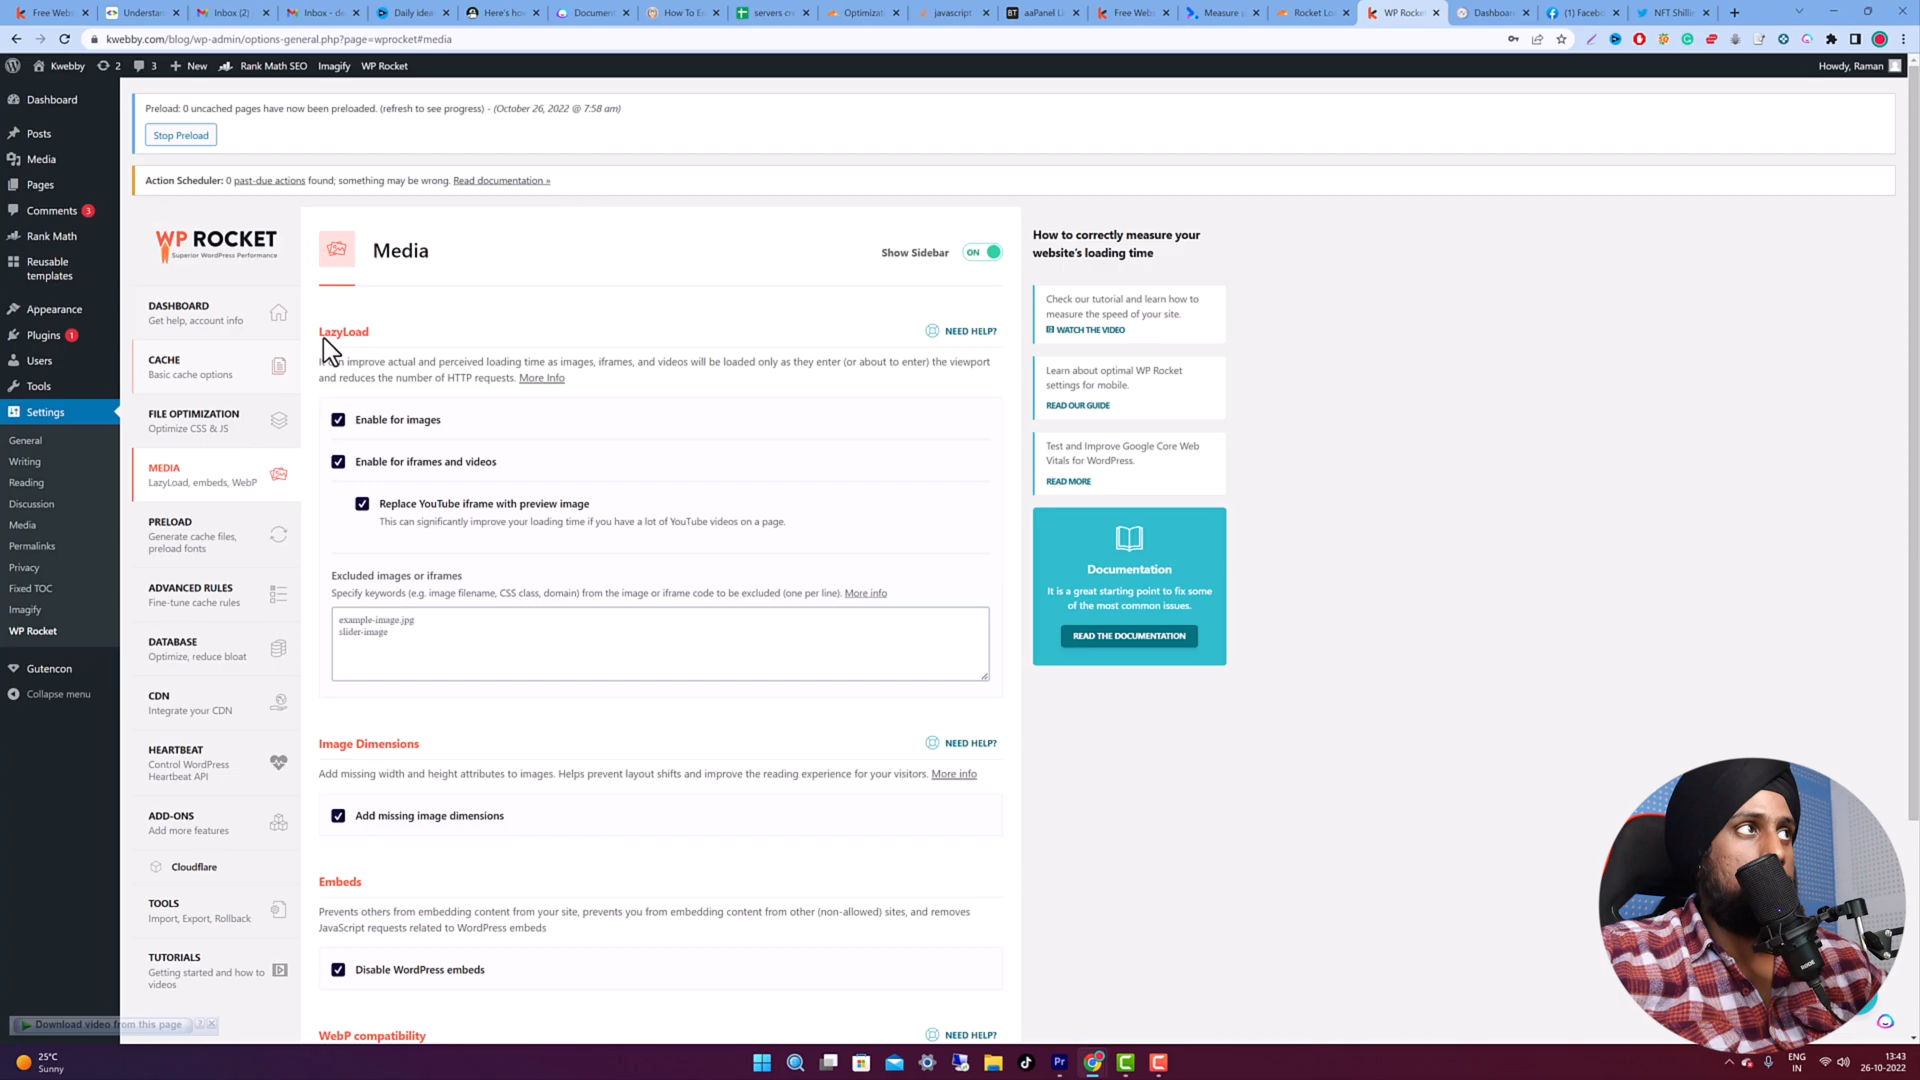 Free Webs
Understan
Inbox (2)
Inbox - de
Daily idea
Here's how
Document
How To E
servers cre
Optimizat
javascript
aaPanel Li
Free Web
Measure p
Rocket Lo
WP Rocke
Dashboar
(1) Facebo
NFT Shilli
kwebby.com/blog/wp-admin/options-general.php?page=wprocket#media
Kwebby
2
3
New
Rank Math SEO
Imagify
WP Rocket
Howdy, Raman
Dashboard
Posts
Media
Pages
Comments 3
Rank Math
Reusable
templates
Appearance
Plugins 1
Users
Tools
Settings
General
Writing
Reading
Discussion
Media
Permalinks
Privacy
Fixed TOC
Imagify
WP Rocket
Gutencon
Collapse menu
Preload: 0 uncached pages have now been preloaded. (refresh to see progress) - (October 26, 2022 @ 7:58 am)
Stop Preload
Action Scheduler: 0 past-due actions found; something may be wrong. Read documentation »
WP ROCKET
Superior WordPress Performance
DASHBOARD
Get help, account info
CACHE
Basic cache options
FILE OPTIMIZATION
Optimize CSS & JS
MEDIA
LazyLoad, embeds, WebP
PRELOAD
Generate cache files,
preload fonts
ADVANCED RULES
Fine-tune cache rules
DATABASE
Optimize, reduce bloat
CDN
Integrate your CDN
HEARTBEAT
Control WordPress
Heartbeat API
ADD-ONS
Add more features
Cloudflare
TOOLS
Import, Export, Rollback
TUTORIALS
Getting started and how to
videos
Media
Show Sidebar ON
LazyLoad
NEED HELP?
improve actual and perceived loading time as images, iframes, and videos will be loaded only as they enter (or about to enter) the viewport
and reduces the number of HTTP requests. More Info
Enable for images
Enable for iframes and videos
Replace YouTube iframe with preview image
This can significantly improve your loading time if you have a lot of YouTube videos on a page.
Excluded images or iframes
Specify keywords (e.g. image filename, CSS class, domain) from the image or iframe code to be excluded (one per line). More info
example-image.jpg
slider-image
Image Dimensions
NEED HELP?
Add missing width and height attributes to images. Helps prevent layout shifts and improve the reading experience for your visitors. More info
Add missing image dimensions
Embeds
Prevents others from embedding content from your site, prevents you from embedding content from other (non-allowed) sites, and removes
JavaScript requests related to WordPress embeds
Disable WordPress embeds
WebP compatibility
NEED HELP?
How to correctly measure your
website's loading time
Check our tutorial and learn how to
measure the speed of your site.
WATCH THE VIDEO
Learn about optimal WP Rocket
settings for mobile.
READ OUR GUIDE
Test and Improve Google Core Web
Vitals for WordPress.
READ MORE
Documentation
It is a great starting point to fix some
of the most common issues.
READ THE DOCUMENTATION
Download video from this page ? X
RODE
25°C
Sunny
ENG
IN
13:43
26-10-2022